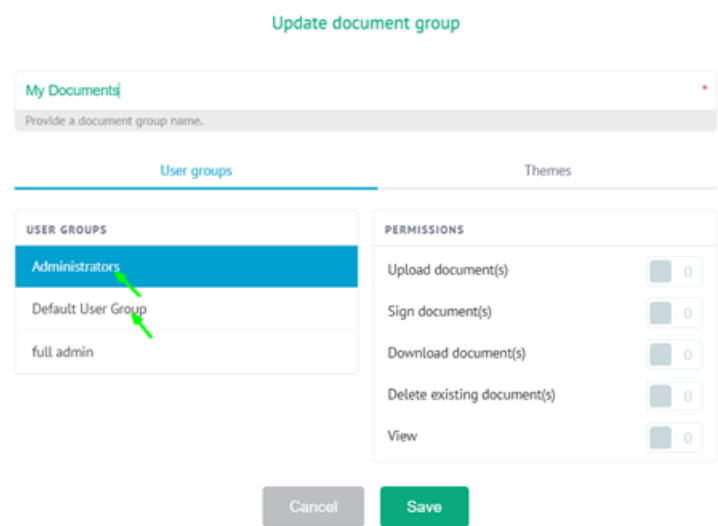 Update document group
My Documents
*
Provide a document group name.
User groups
Themes
USER GROUPS
Administrators
Default User Group
full admin
PERMISSIONS
Upload document(s) 0
Sign document(s) 0
Download document(s) 0
Delete existing document(s) 0
View 0
Cancel
Save